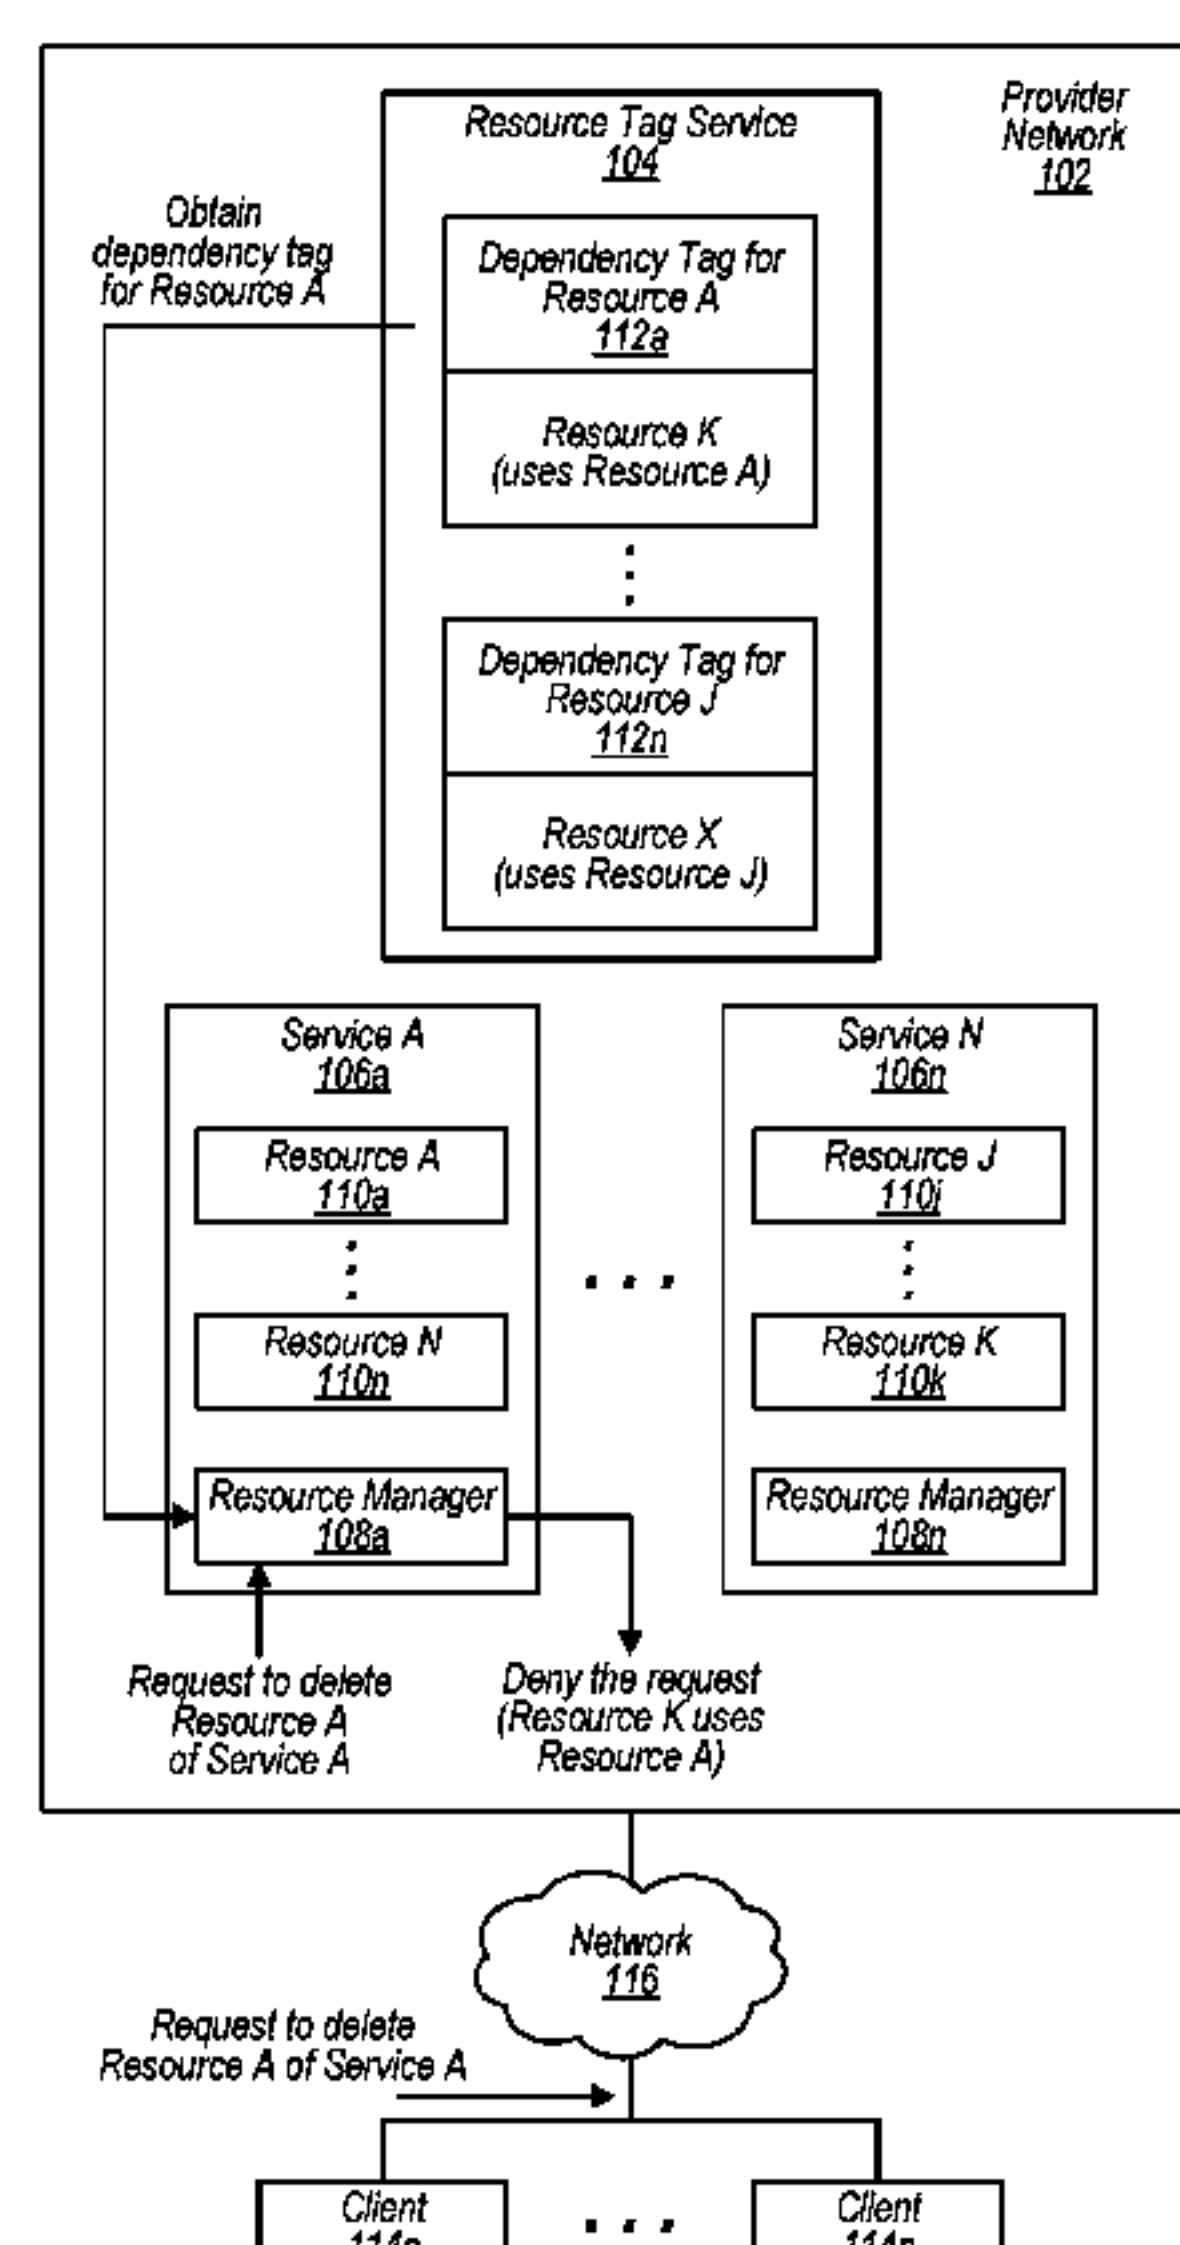 Provider
Network
102
Resource Tag Service
104
Obtain
dependency tag
for Resource A
Dependency Tag for
Resource A
112a
Resource K
(uses Resource A)
Dependency Tag for
Resource J
112n
Resource X
(uses Resource J)
Service A
106a
Resource A
110a
Resource N
110n
Resource Manager
108a
Service N
106n
Resource J
110j
Resource K
110k
Resource Manager
108n
Request to delete
Resource A
of Service A
Deny the request
(Resource K uses
Resource A)
Network
116
Request to delete
Resource A of Service A
Client
Client